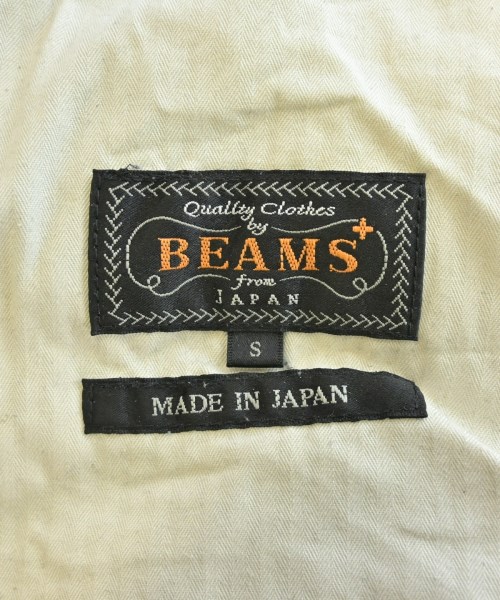 Quality Clothes
by
BEAMS+
from
JAPAN
S
MADE IN JAPAN